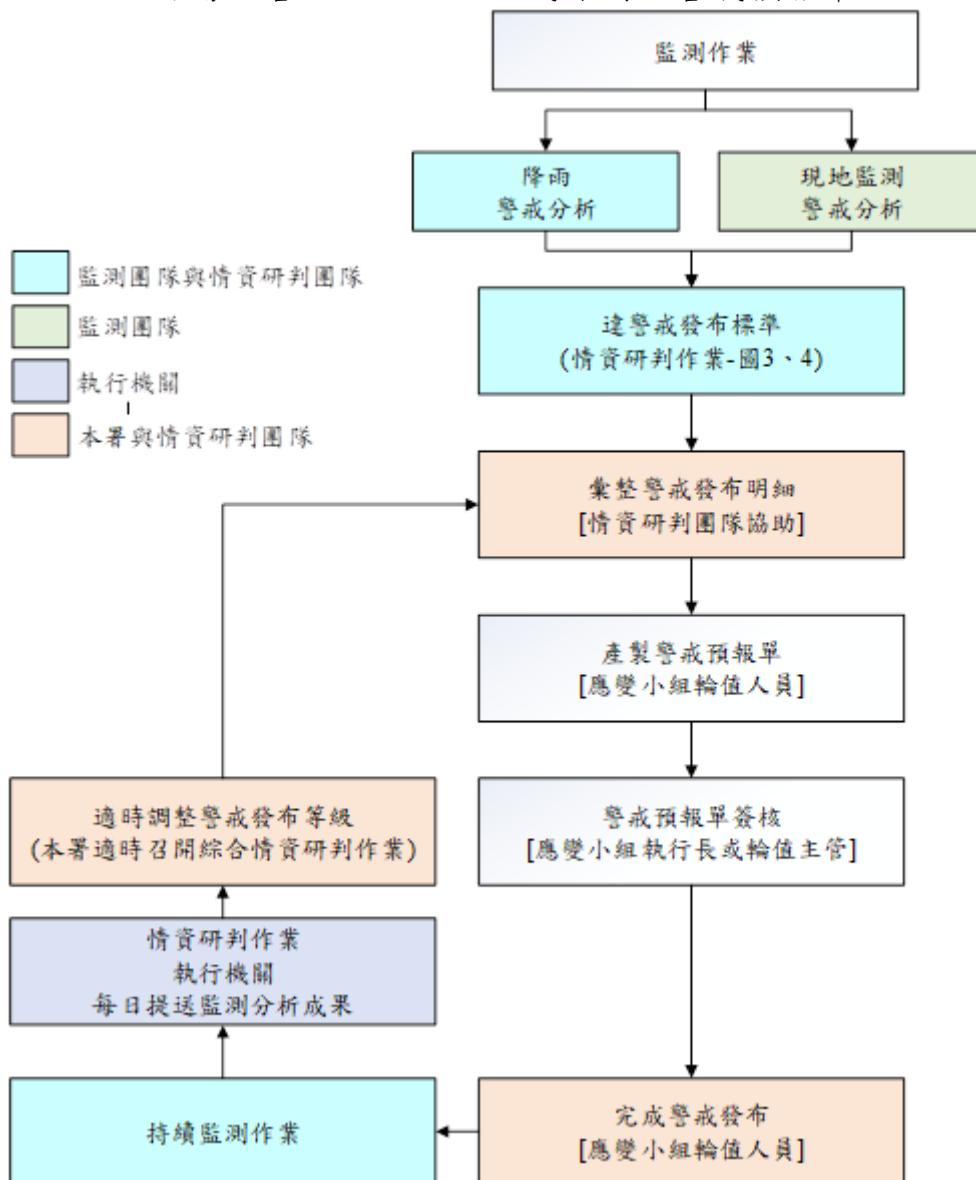 監測作業
降雨
警戒分析
現地監測
警戒分析
監測團隊與情資研判團隊
監測團隊
執行機關
本署與情資研判團隊
達警戒發布標準
(情資研判作業-圖3、4)
彙整警戒發布明細
[情資研判團隊協助]
產製警戒預報單
[應變小組輪值人員]
警戒預報單簽核
[應變小組執行長或輪值主管]
適時調整警戒發布等級
(本署適時召開綜合情資研判作業)
情資研判作業
執行機關
每日提送監測分析成果
持續監測作業
完成警戒發布
[應變小組輪值人員]